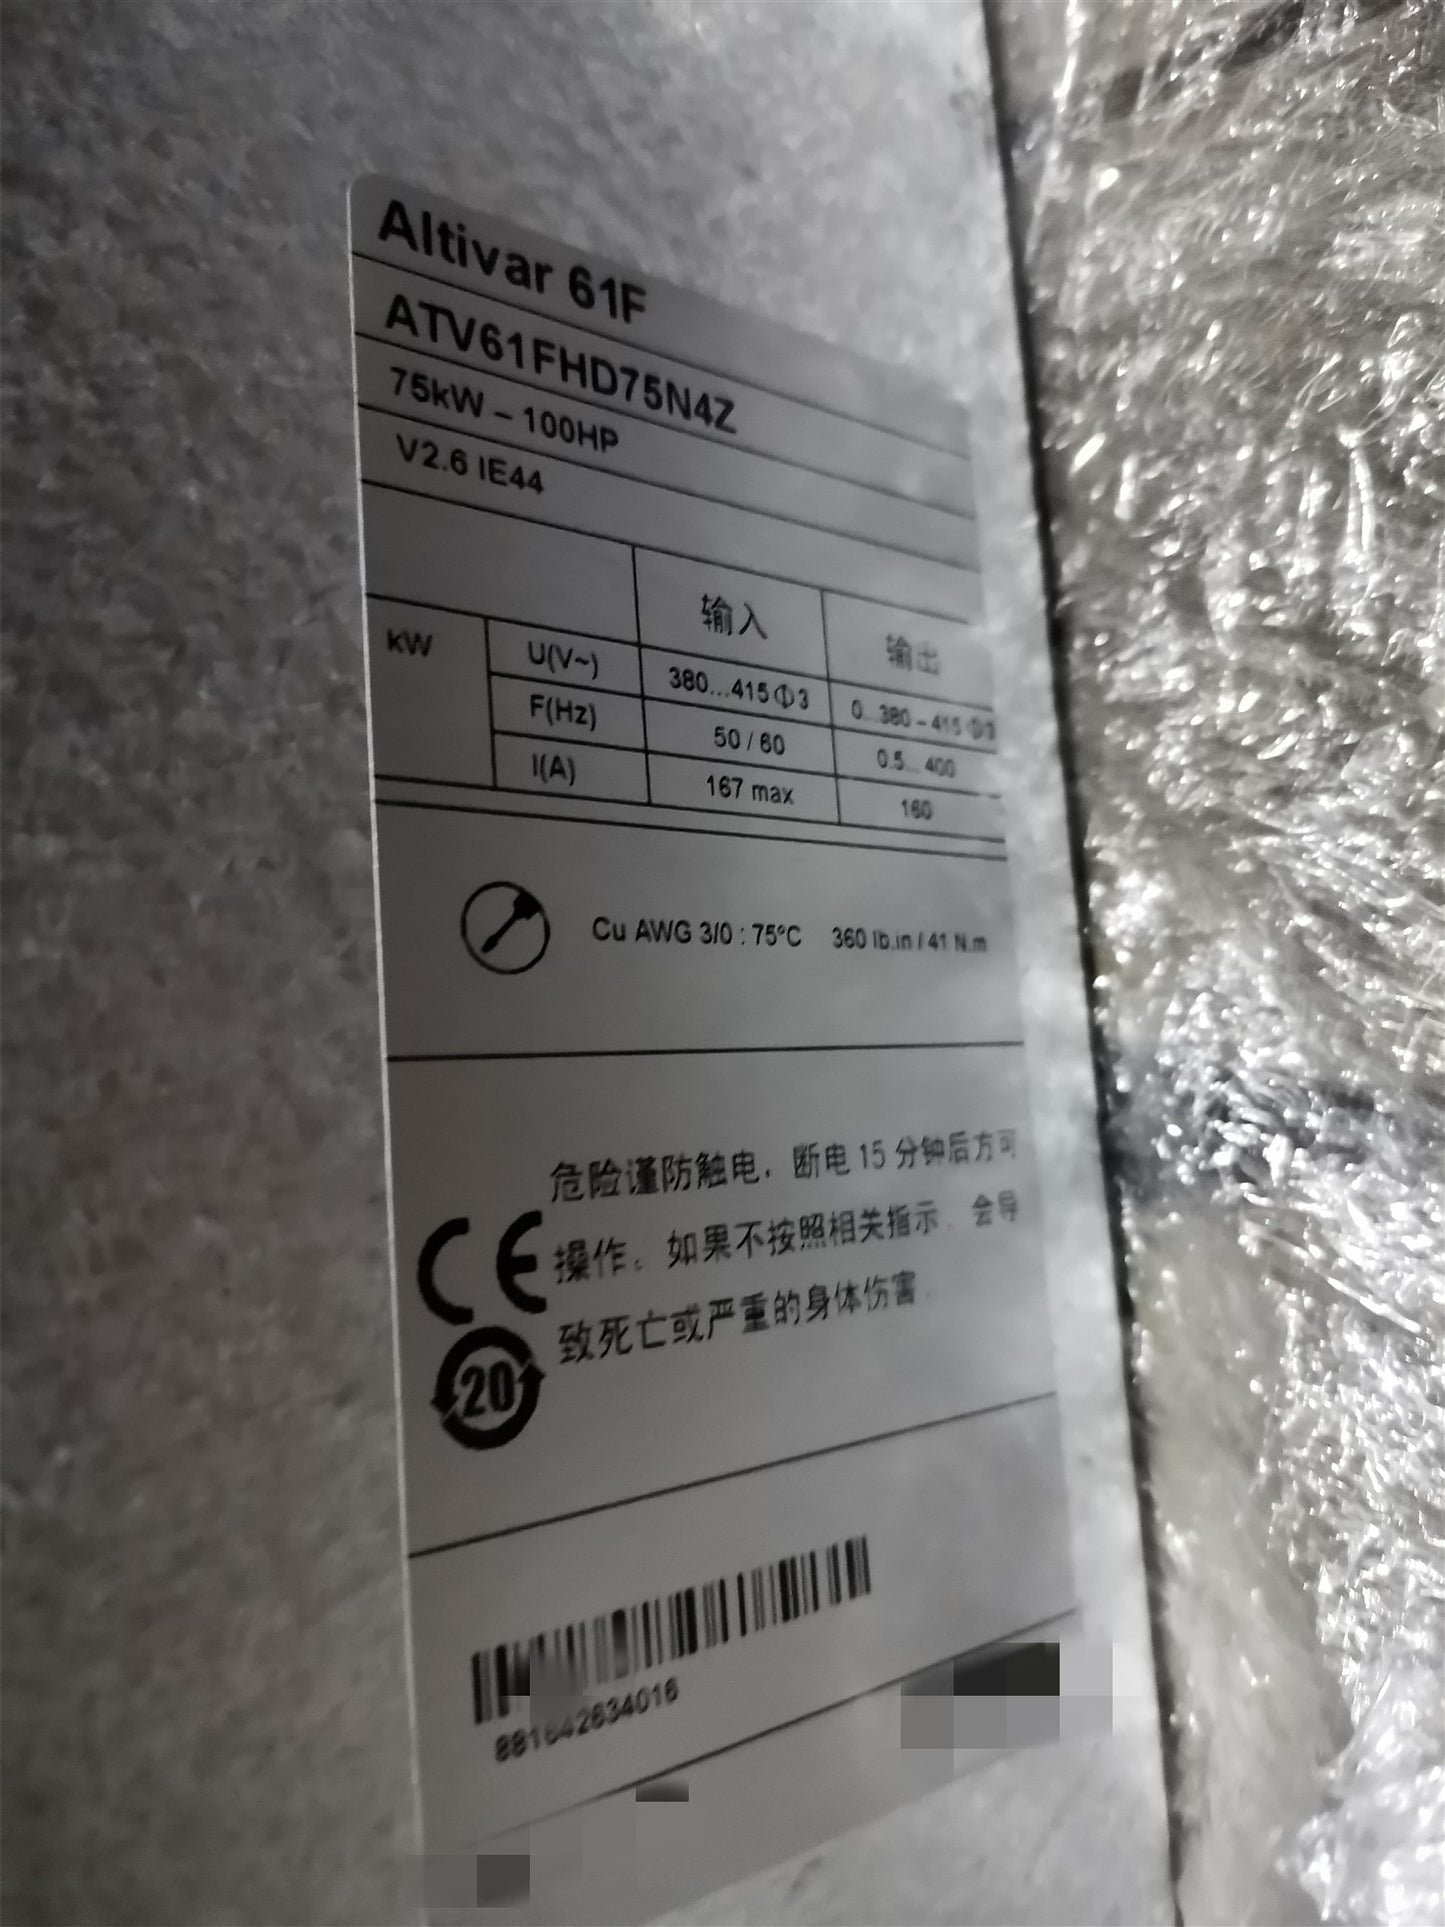 Altivar 61F
ATV61FHD75N4Z
75kW – 100HP
V2.6 IE44
输入 输出
kW U(V~) 380...415Φ3 0...380 – 415 Φ3
F(Hz) 50 / 60 0.5... 400
I(A) 167 max 160
Cu AWG 3/0 : 75°C 360 lb.in / 41 N.m
危险谨防触电，断电 15 分钟后方可
操作。如果不按照相关指示，会导
致死亡或严重的身体伤害。
CE
20